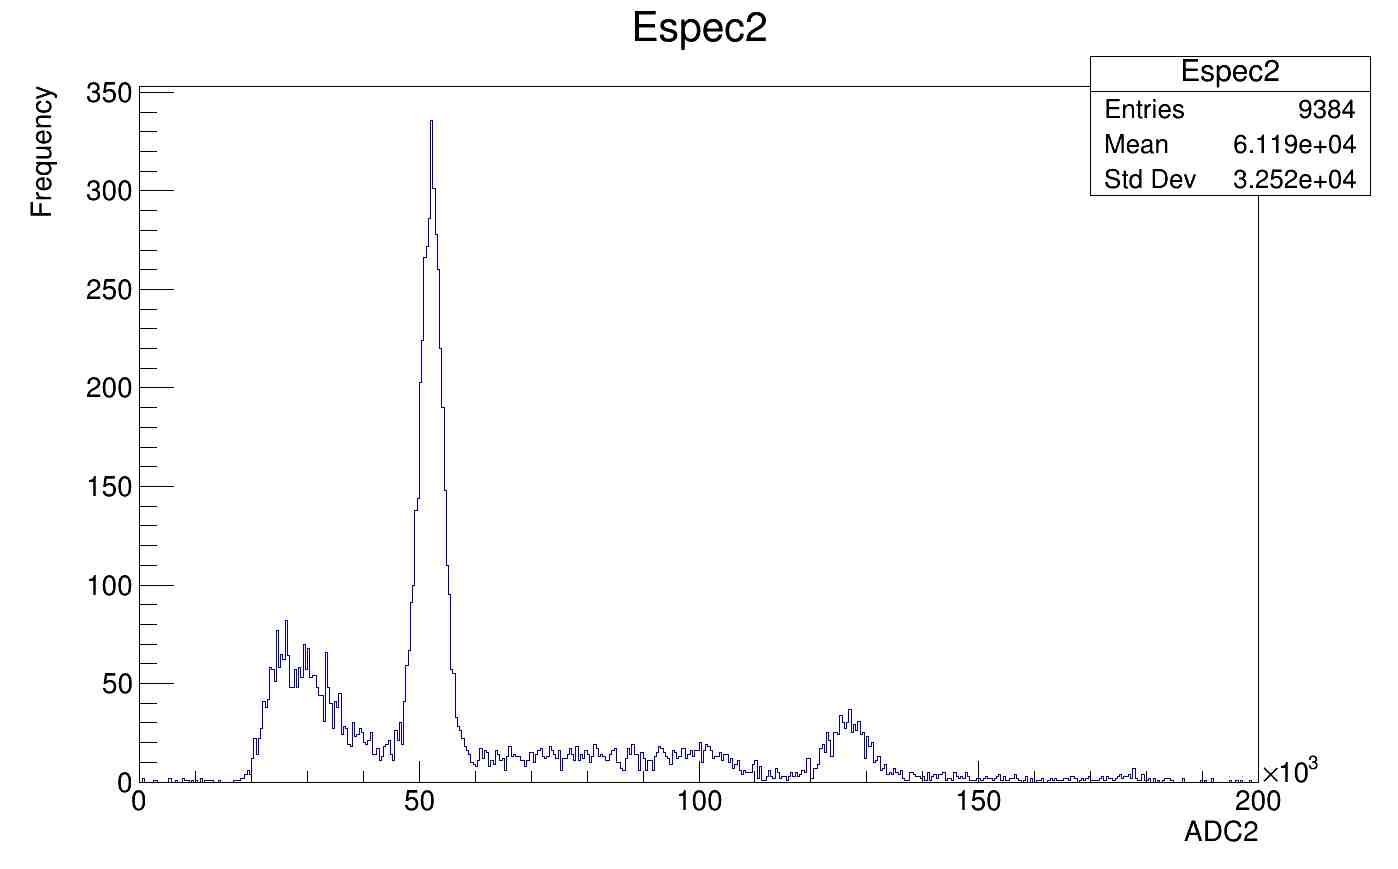 Espec2
Espec2
Entries 9384
Mean 6.119e+04
Std Dev 3.252e+04
Frequency
350
300
250
200
150
100
50
0
0 50 100 150 200
×10³
ADC2